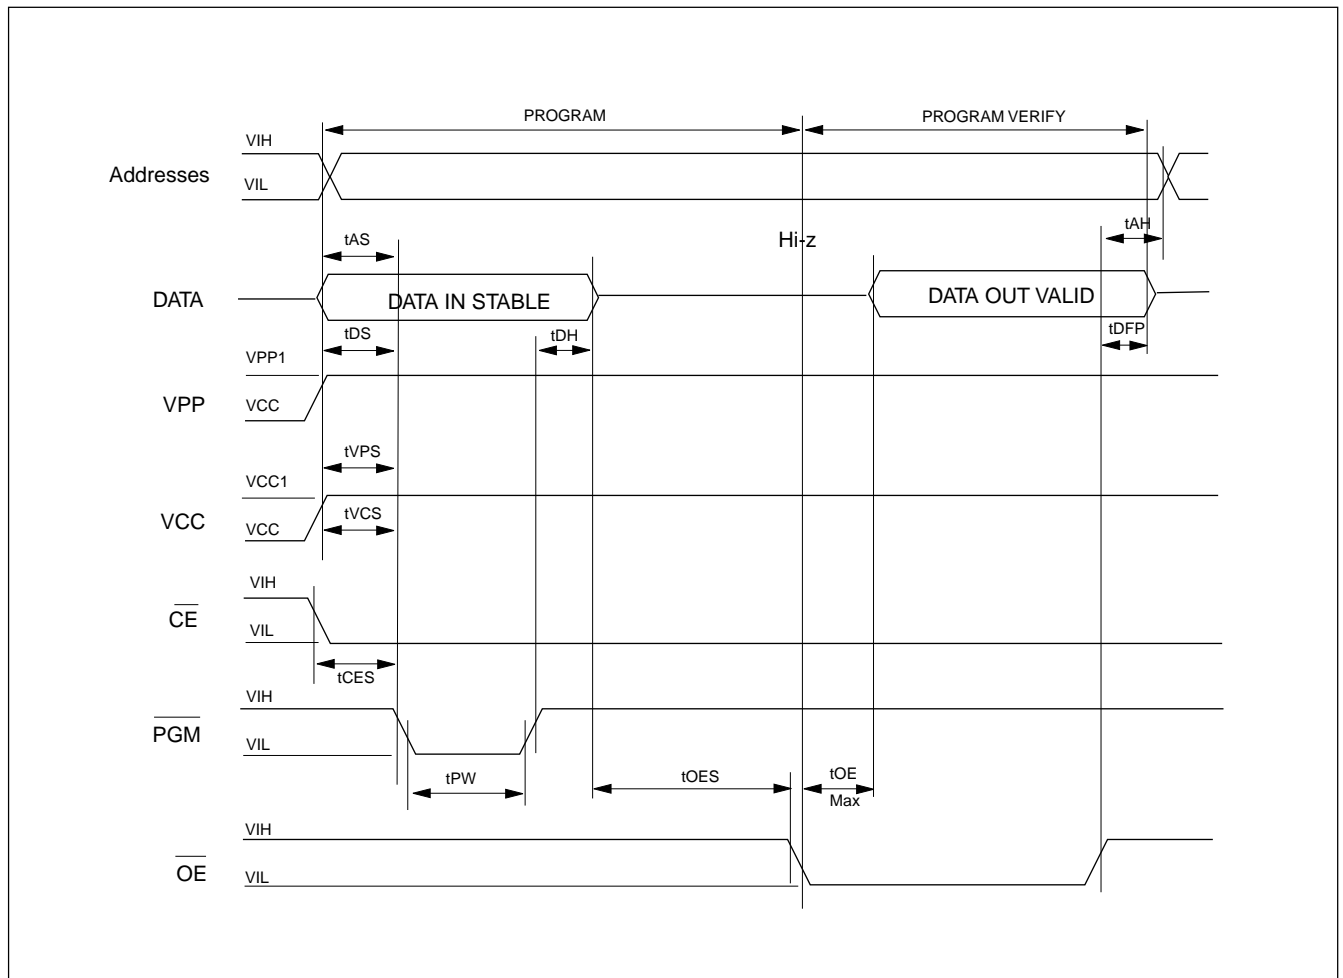 PROGRAM PROGRAM VERIFY
VIH
Addresses
VIL
tAS Hi-z tAH
DATA DATA IN STABLE DATA OUT VALID
tDS tDH tDFP
VPP1
VPP VCC
tVPS
VCC1
VCC VCC tVCS
VIH
CE
VIL
tCES
VIH
PGM
VIL
tPW tOES tOE
Max
VIH
OE
VIL